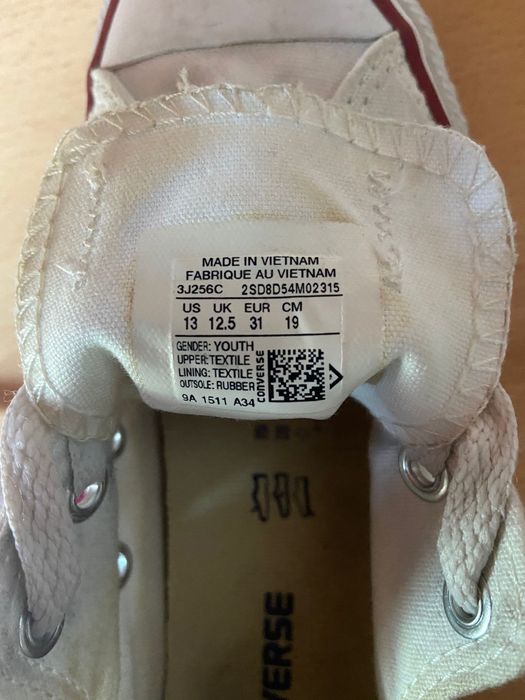 MADE IN VIETNAM
FABRIQUE AU VIETNAM
3J256C 2SD8D54M02315
US UK EUR CM
13 12.5 31 19
GENDER: YOUTH
UPPER: TEXTILE
LINING: TEXTILE
OUTSOLE: RUBBER
CONVERSE
9A 1511 A34
VERSE